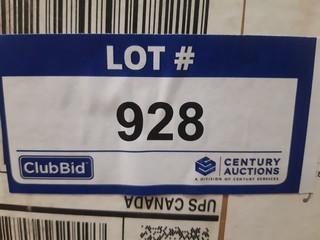 LOT #
928
ClubBid
CENTURY
AUCTIONS
A DIVISION OF CENTURY SERVICES
UPS CANADA